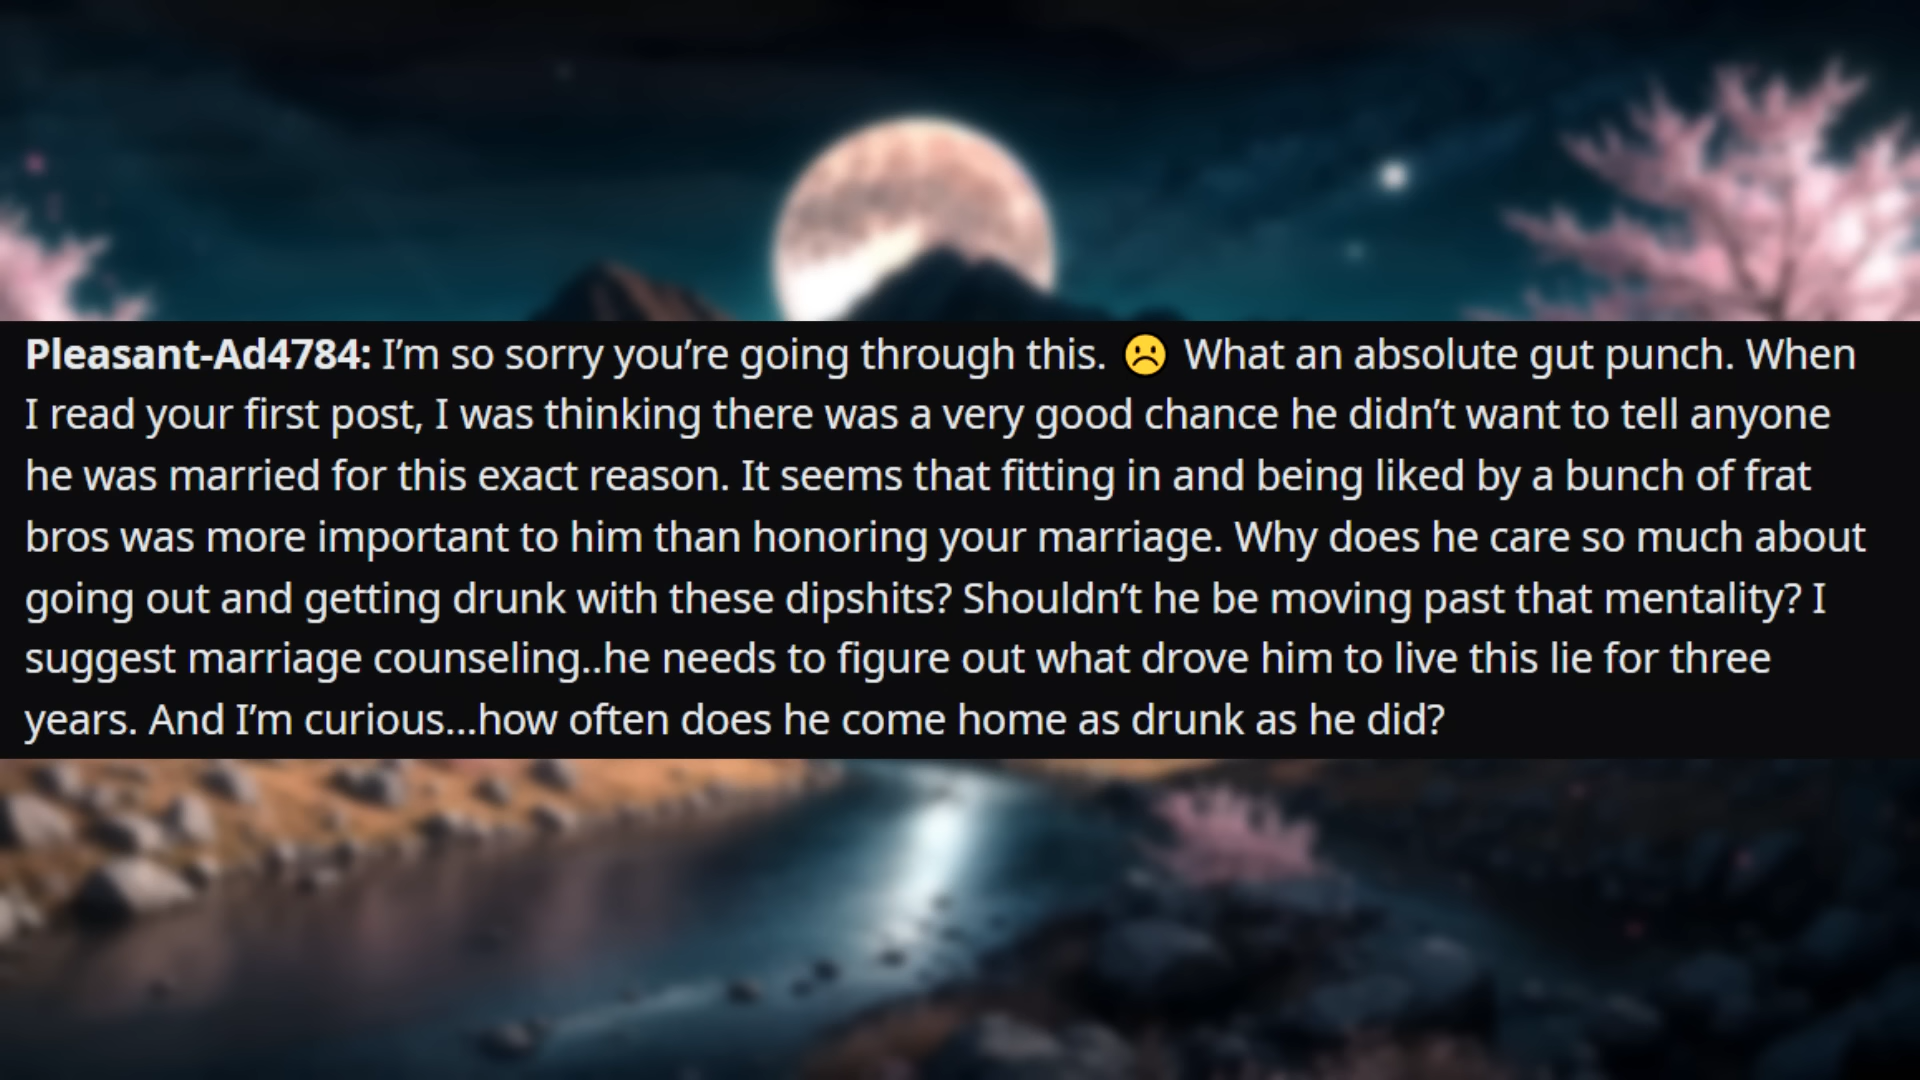 Pleasant-Ad4784: I’m so sorry you’re going through this. ☹️ What an absolute gut punch. When
I read your first post, I was thinking there was a very good chance he didn’t want to tell anyone
he was married for this exact reason. It seems that fitting in and being liked by a bunch of frat
bros was more important to him than honoring your marriage. Why does he care so much about
going out and getting drunk with these dipshits? Shouldn’t he be moving past that mentality? I
suggest marriage counseling..he needs to figure out what drove him to live this lie for three
years. And I’m curious...how often does he come home as drunk as he did?